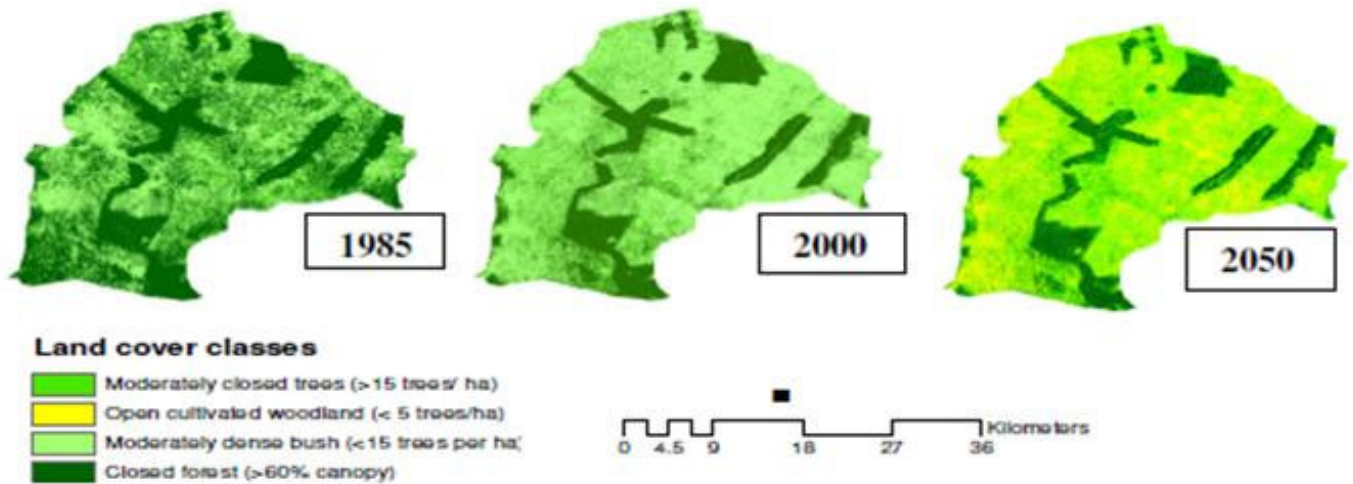 1985
2000
2050
Land cover classes
Moderately closed trees (>15 trees/ ha)
Open cultivated woodland (< 5 trees/ha)
Moderately dense bush (<15 trees per ha)
Closed forest (>60% canopy)
Kilometers
0 4.5 9 18 27 36